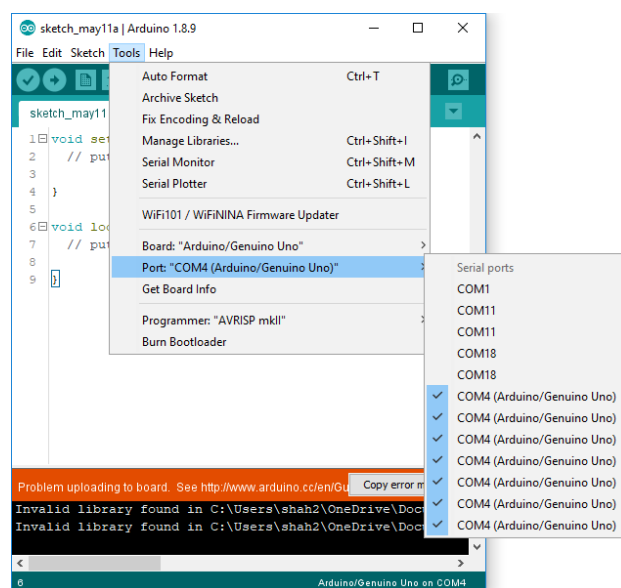 sketch_may11a | Arduino 1.8.9
File Edit Sketch Tools Help
sketch_may11
Auto Format Ctrl+T
Archive Sketch
Fix Encoding & Reload
Manage Libraries... Ctrl+Shift+I
Serial Monitor Ctrl+Shift+M
Serial Plotter Ctrl+Shift+L
WiFi101 / WiFiNINA Firmware Updater
Board: "Arduino/Genuino Uno"
Port: "COM4 (Arduino/Genuino Uno)"
Get Board Info
Programmer: "AVRISP mkII"
Burn Bootloader
1 void set
2 // put
3
4 }
5
6 void loo
7 // put
8
9 }
Serial ports
COM1
COM11
COM11
COM18
COM18
COM4 (Arduino/Genuino Uno)
COM4 (Arduino/Genuino Uno)
COM4 (Arduino/Genuino Uno)
COM4 (Arduino/Genuino Uno)
COM4 (Arduino/Genuino Uno)
COM4 (Arduino/Genuino Uno)
COM4 (Arduino/Genuino Uno)
Problem uploading to board. See http://www.arduino.cc/en/Gu Copy error m
Invalid library found in C:\Users\shah2\OneDrive\Doc
Invalid library found in C:\Users\shah2\OneDrive\Doc
6 Arduino/Genuino Uno on COM4